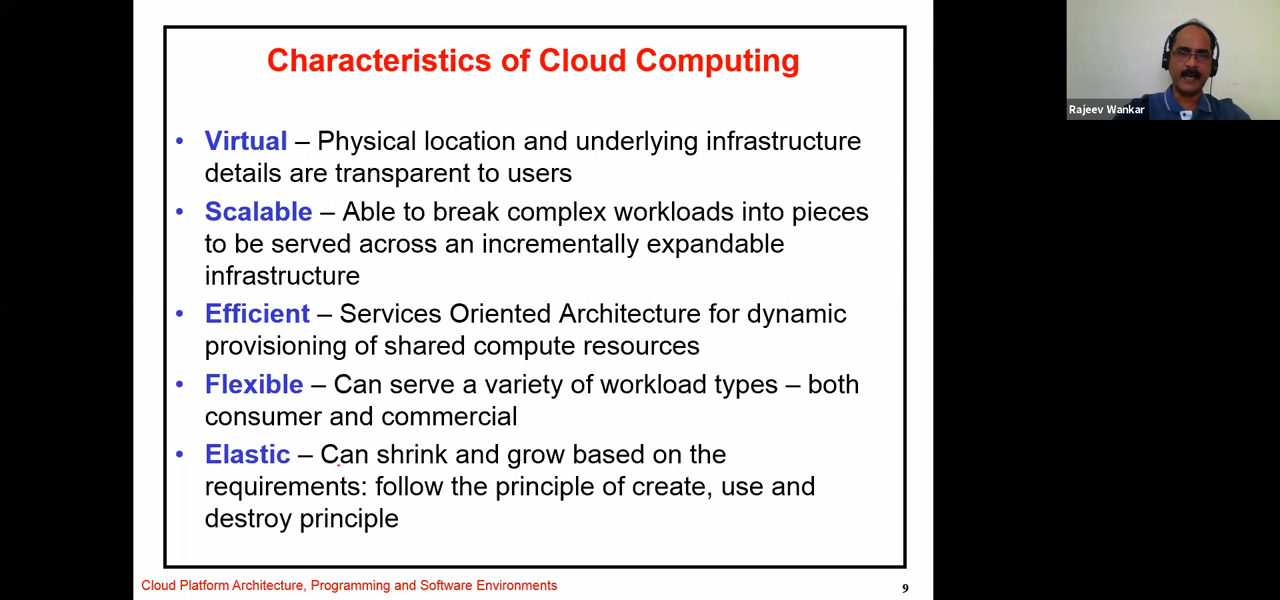 Characteristics of Cloud Computing
• Virtual – Physical location and underlying infrastructure
details are transparent to users
• Scalable – Able to break complex workloads into pieces
to be served across an incrementally expandable
infrastructure
• Efficient – Services Oriented Architecture for dynamic
provisioning of shared compute resources
• Flexible – Can serve a variety of workload types – both
consumer and commercial
• Elastic – Can shrink and grow based on the
requirements: follow the principle of create, use and
destroy principle
Cloud Platform Architecture, Programming and Software Environments
9
Rajeev Wankar